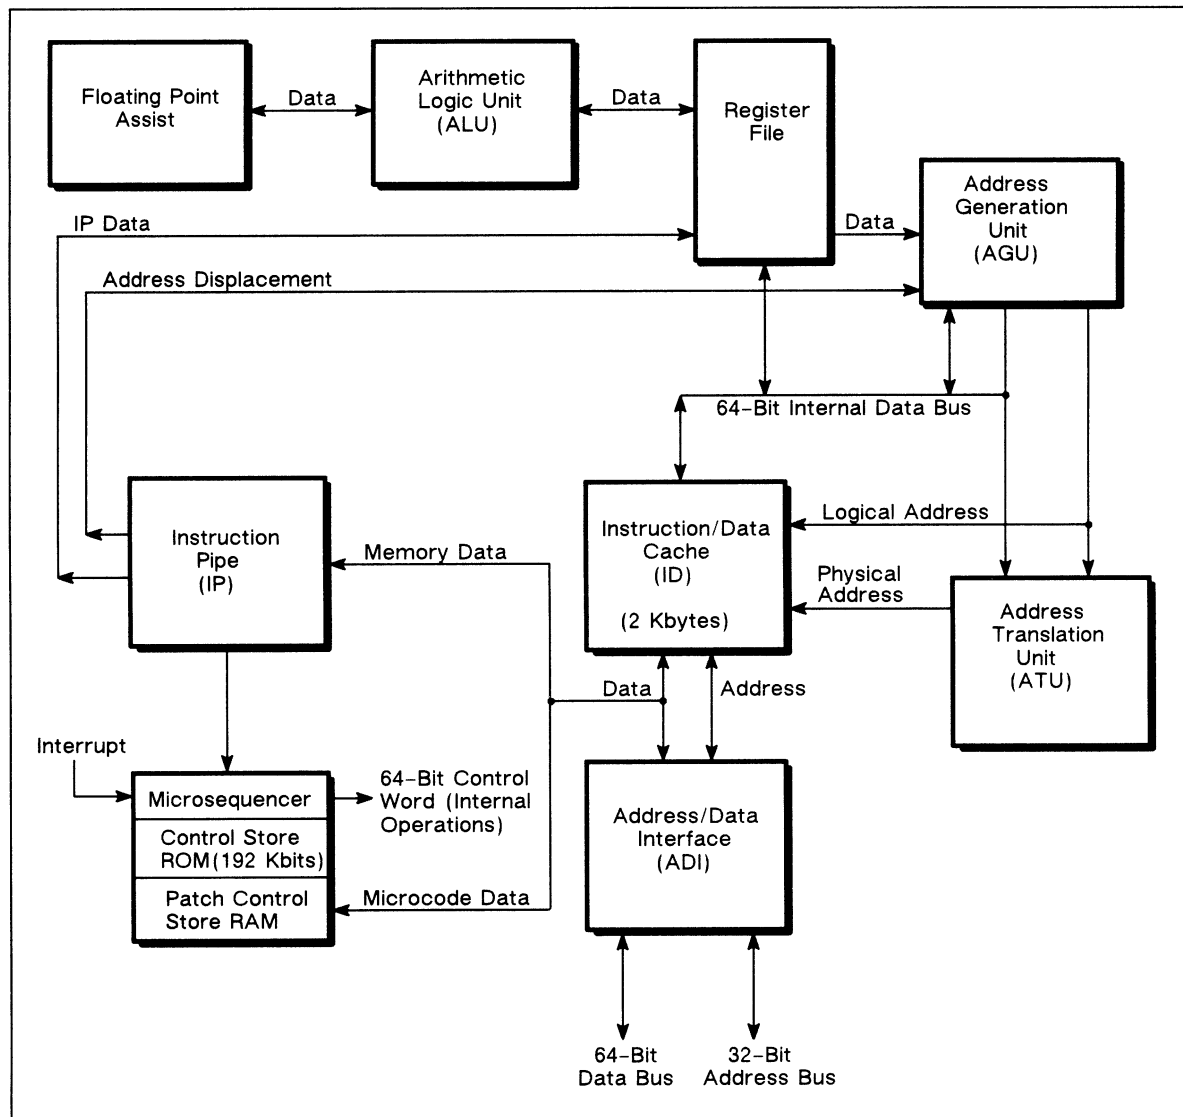 Floating Point
Assist
Data
Arithmetic
Logic Unit
(ALU)
Data
Register
File
Address
Generation
Unit
(AGU)
IP Data
Data
Address Displacement
64-Bit Internal Data Bus
Instruction
Pipe
(IP)
Memory Data
Instruction/Data
Cache
(ID)
(2 Kbytes)
Logical Address
Physical
Address
Address
Translation
Unit
(ATU)
Data
Address
Interrupt
Microsequencer
Control Store
ROM(192 Kbits)
Patch Control
Store RAM
64-Bit Control
Word (Internal
Operations)
Microcode Data
Address/Data
Interface
(ADI)
64-Bit
Data Bus
32-Bit
Address Bus